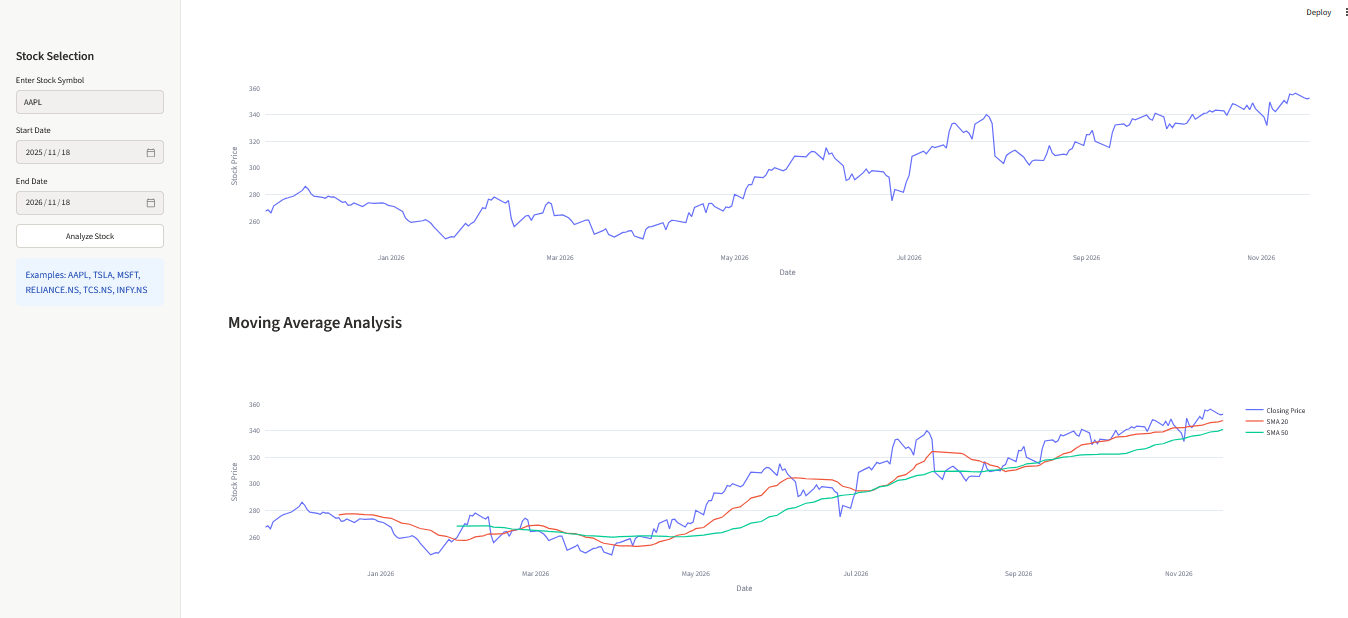 Deploy
Stock Selection
Enter Stock Symbol
AAPL
Start Date
2025/11/18
End Date
2026/11/18
Analyze Stock
Examples: AAPL, TSLA, MSFT,
RELIANCE.NS, TCS.NS, INFY.NS
360
340
320
300
280
260
Stock Price
Jan 2026 Mar 2026 May 2026 Jul 2026 Sep 2026 Nov 2026
Date
Moving Average Analysis
360
340
320
300
280
260
Stock Price
Jan 2026 Mar 2026 May 2026 Jul 2026 Sep 2026 Nov 2026
Date
Closing Price
SMA 20
SMA 50